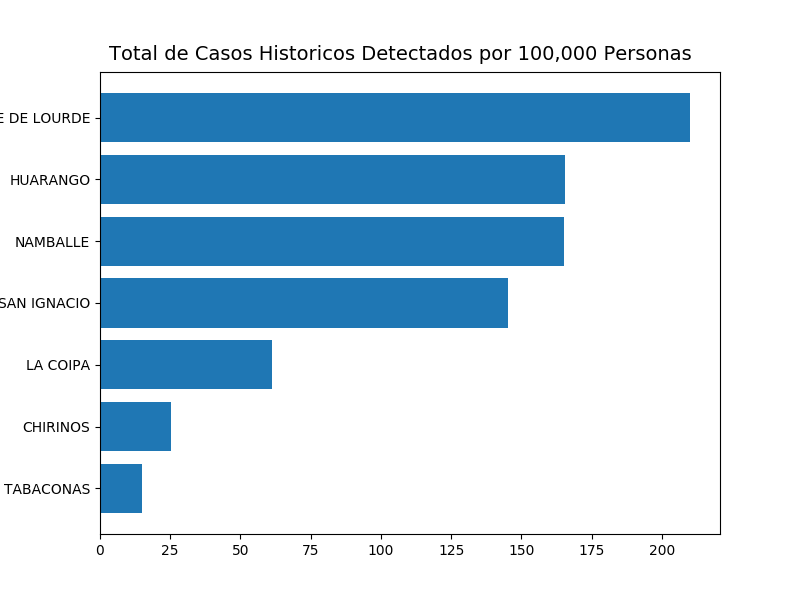 Total de Casos Historicos Detectados por 100,000 Personas
E DE LOURDE
HUARANGO
NAMBALLE
SAN IGNACIO
LA COIPA
CHIRINOS
TABACONAS
0 25 50 75 100 125 150 175 200